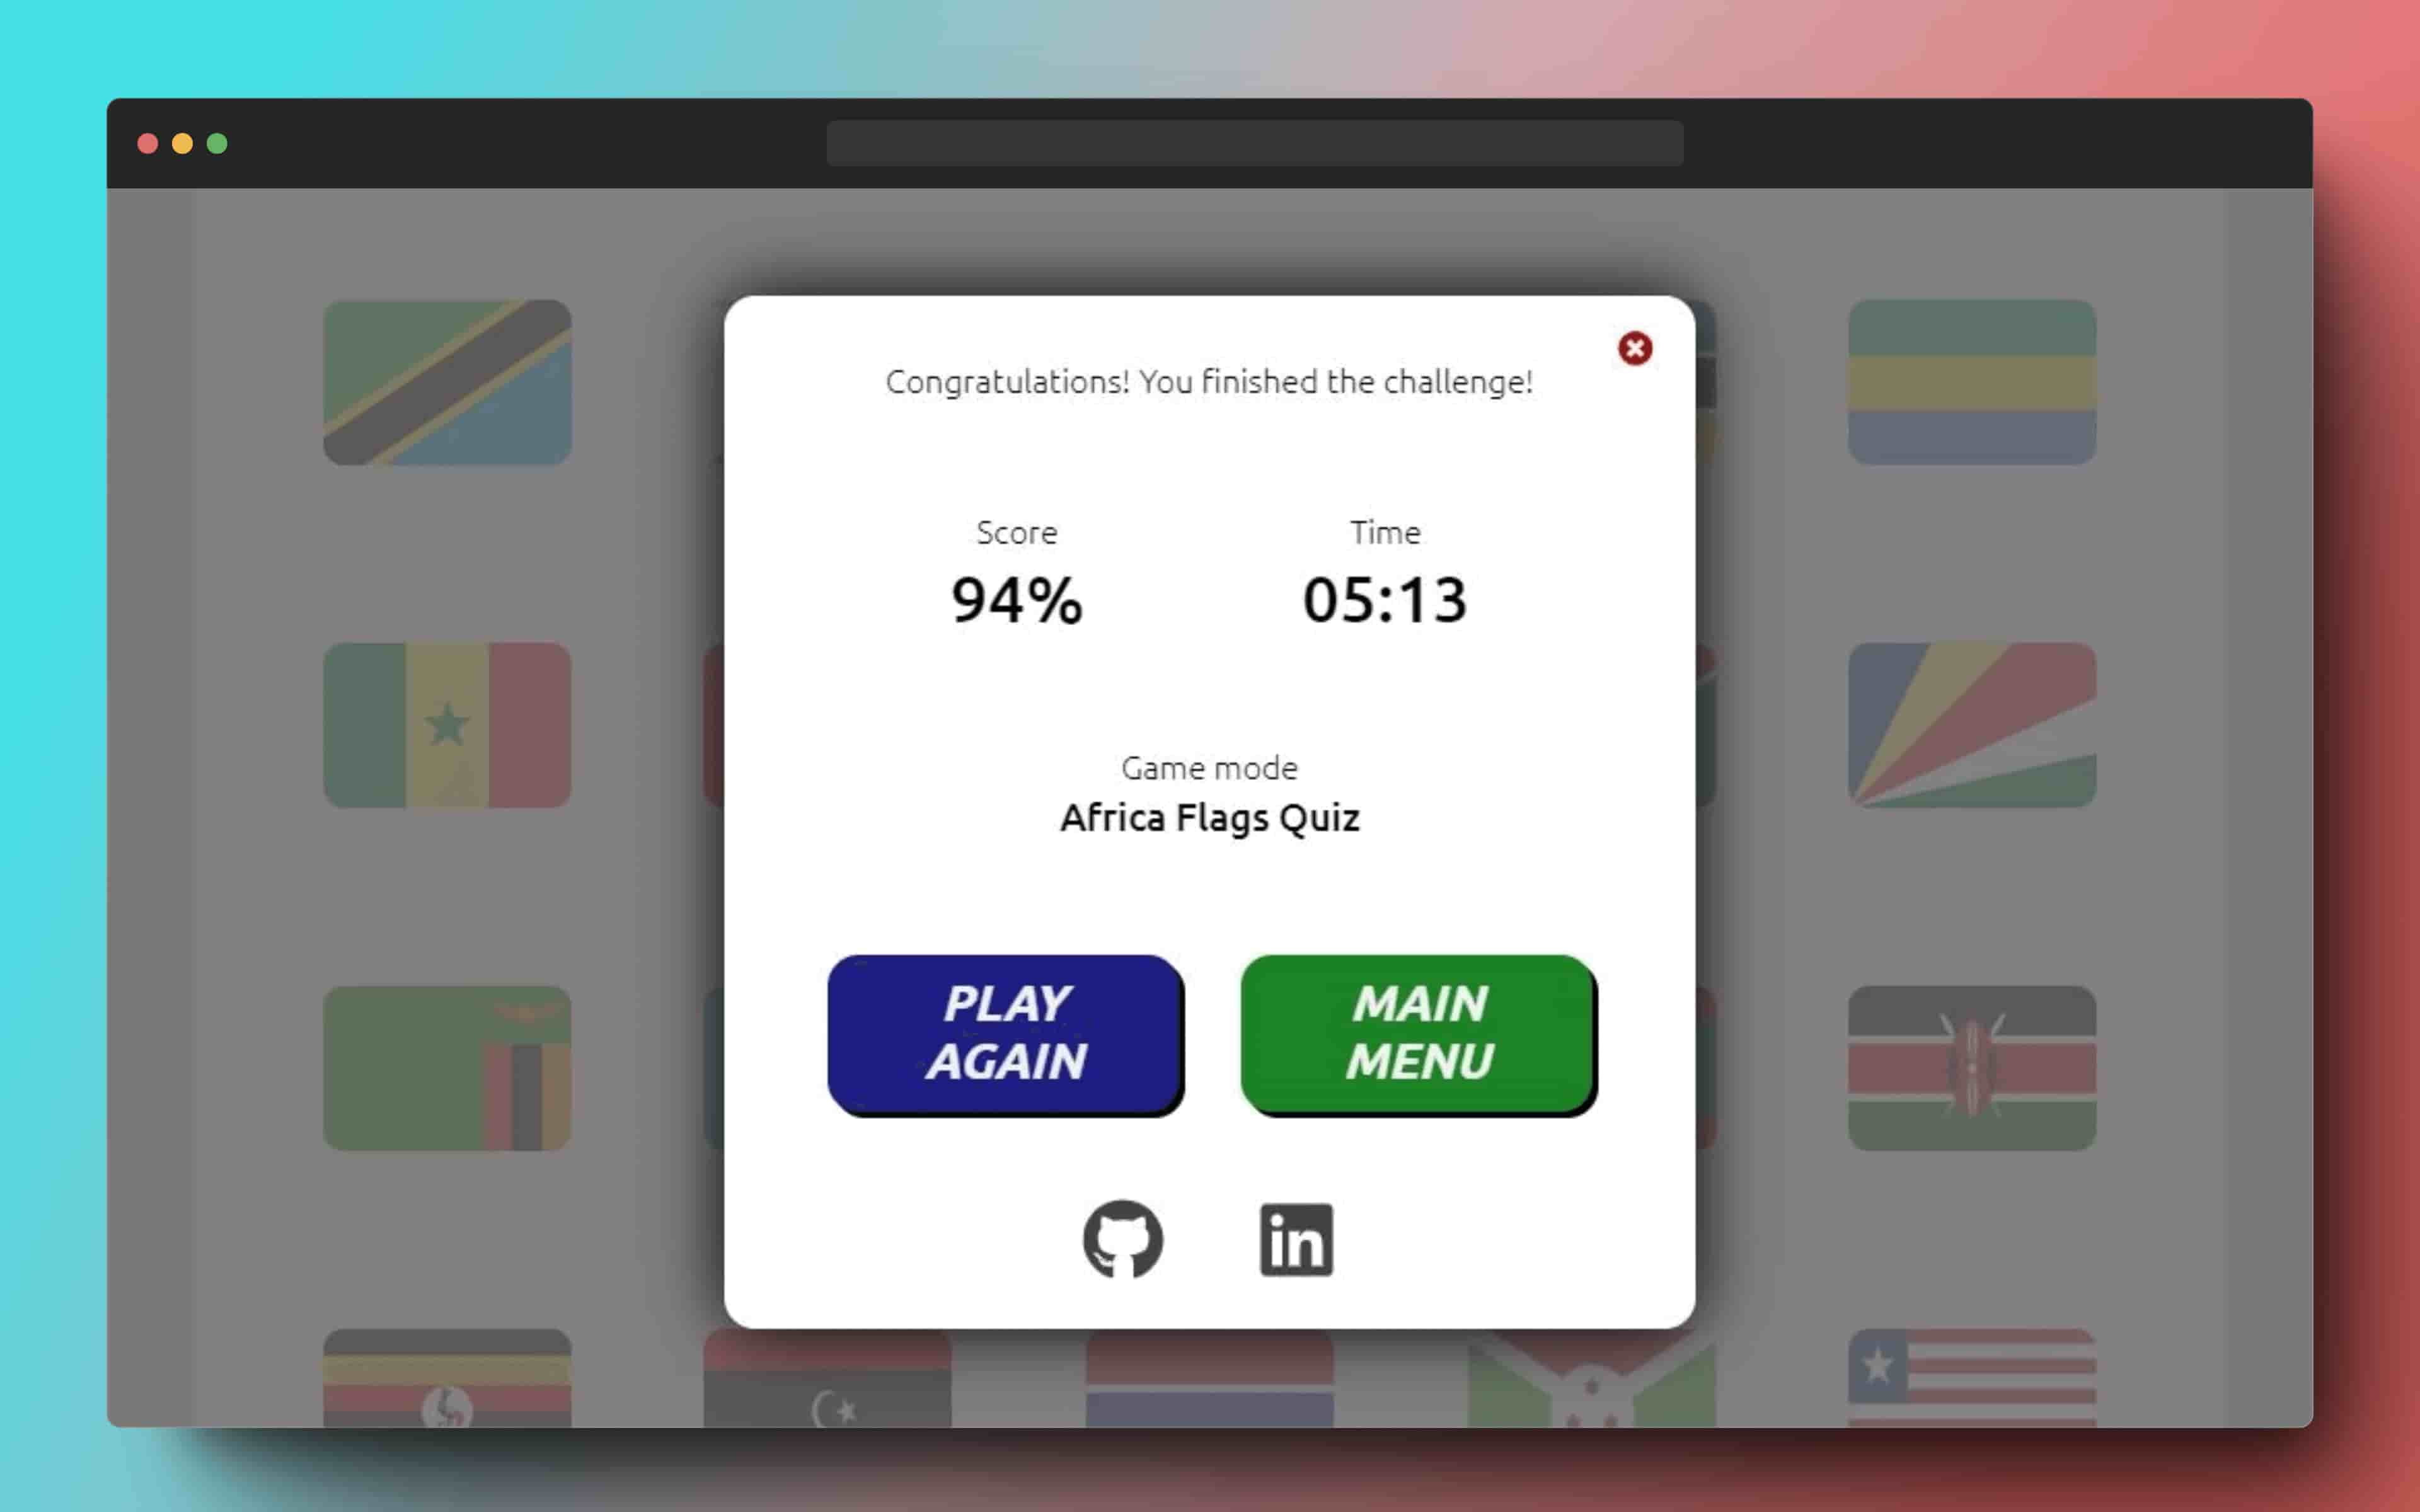 Congratulations! You finished the challenge!
Score
Time
94%
05:13
Game mode
Africa Flags Quiz
PLAY
AGAIN
MAIN
MENU
in